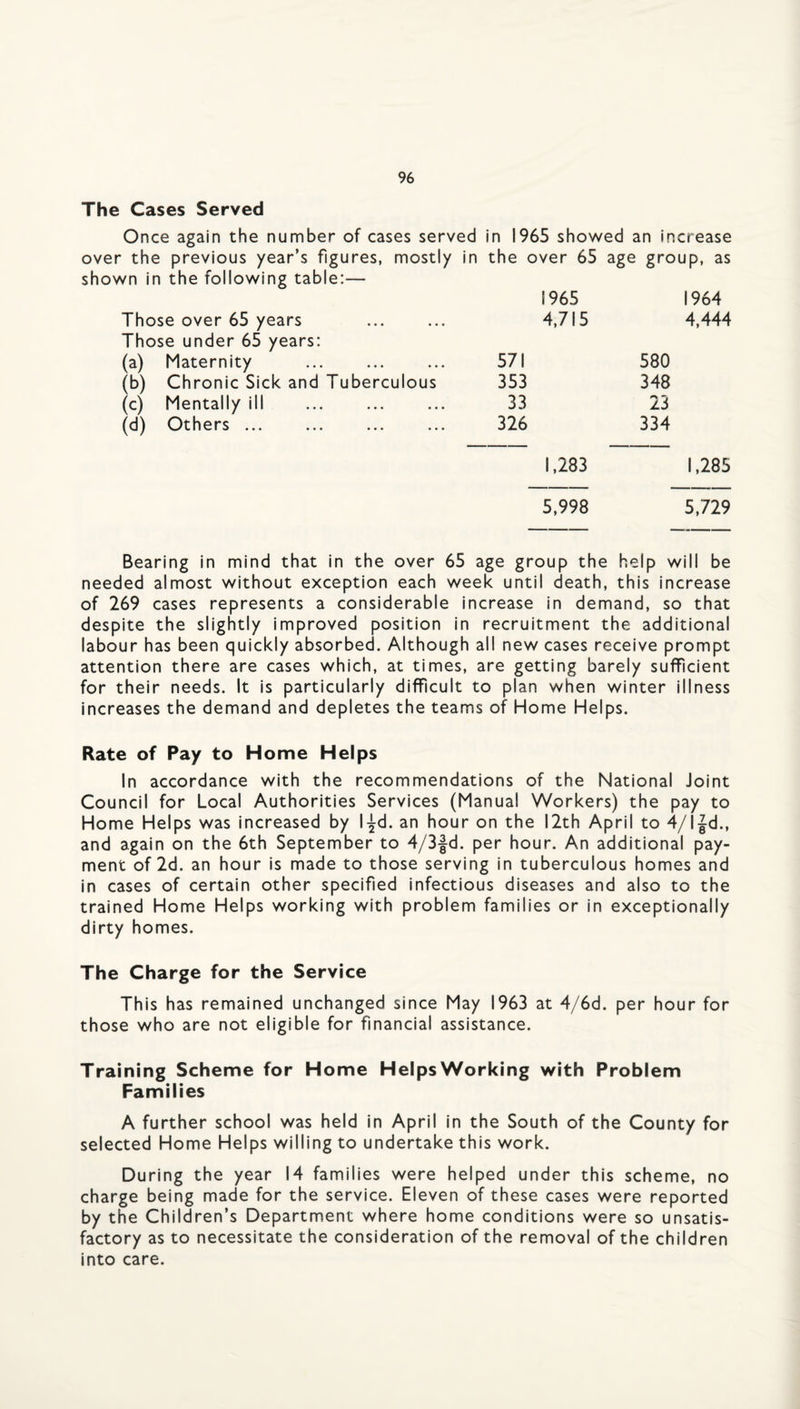 96
The Cases Served
Once again the number of cases served in 1965 showed an increase
over the previous year's figures, mostly in the over 65 age group, as
shown in the following table:—
1965 1964
Those over 65 years ... ... 4,715 4,444
Those under 65 years:
(a) Maternity ... ... ... 571 580
(b) Chronic Sick and Tuberculous 353 348
(c) Mentally ill ... ... ... 33 23
(d) Others ... ... ... ... 326 334
1,283 1,285
5,998 5,729
Bearing in mind that in the over 65 age group the help will be
needed almost without exception each week until death, this increase
of 269 cases represents a considerable increase in demand, so that
despite the slightly improved position in recruitment the additional
labour has been quickly absorbed. Although all new cases receive prompt
attention there are cases which, at times, are getting barely sufficient
for their needs. It is particularly difficult to plan when winter illness
increases the demand and depletes the teams of Home Helps.
Rate of Pay to Home Helps
In accordance with the recommendations of the National Joint
Council for Local Authorities Services (Manual Workers) the pay to
Home Helps was increased by 1½d. an hour on the 12th April to
and again on the 6th September to per hour. An additional pay-
ment of 2d. an hour is made to those serving in tuberculous homes and
in cases of certain other specified infectious diseases and also to the
trained Home Helps working with problem families or in exceptionally
dirty homes.
The Charge for the Service
This has remained unchanged since May 1963 at 4/6d. per hour for
those who are not eligible for financial assistance.
Training Scheme for Home HelpsWorking with Problem
Families
A further school was held in April in the South of the County for
selected Home Helps willing to undertake this work.
During the year 14 families were helped under this scheme, no
charge being made for the service. Eleven of these cases were reported
by the Children's Department where home conditions were so unsatis-
factory as to necessitate the consideration of the removal of the children
into care.